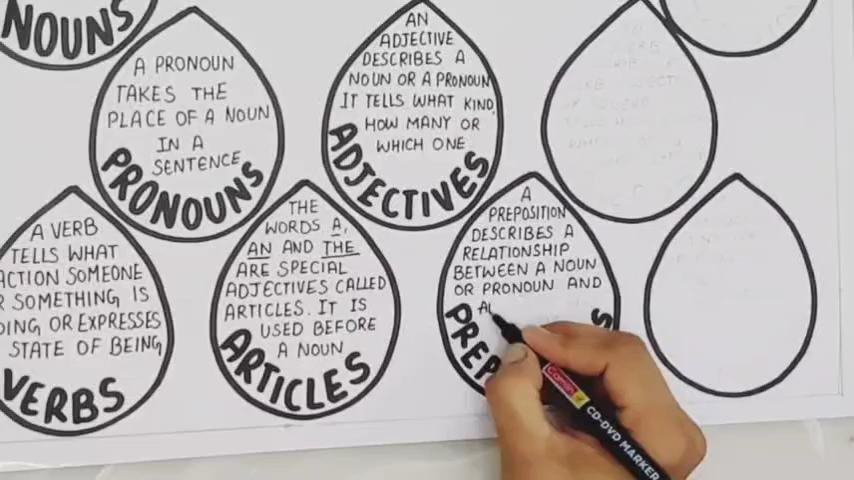 NOUNS
A PRONOUN
TAKES THE
PLACE OF A NOUN
IN A
SENTENCE
PRONOUNS
AN
ADJECTIVE
DESCRIBES A
NOUN OR A PRONOUN
IT TELLS WHAT KIND,
HOW MANY OR
WHICH ONE
ADJECTIVES
A VERB
TELLS WHAT
ACTION SOMEONE
R SOMETHING IS
OING OR EXPRESSES
STATE OF BEING
VERBS
THE
WORDS A,
AN AND THE
ARE SPECIAL
ADJECTIVES CALLED
ARTICLES. IT IS
USED BEFORE
A NOUN
ARTICLES
A
PREPOSITION
DESCRIBES A
RELATIONSHIP
BETWEEN A NOUN
OR PRONOUN AND
PREP
S
Camlin
CD-DVD MARKER